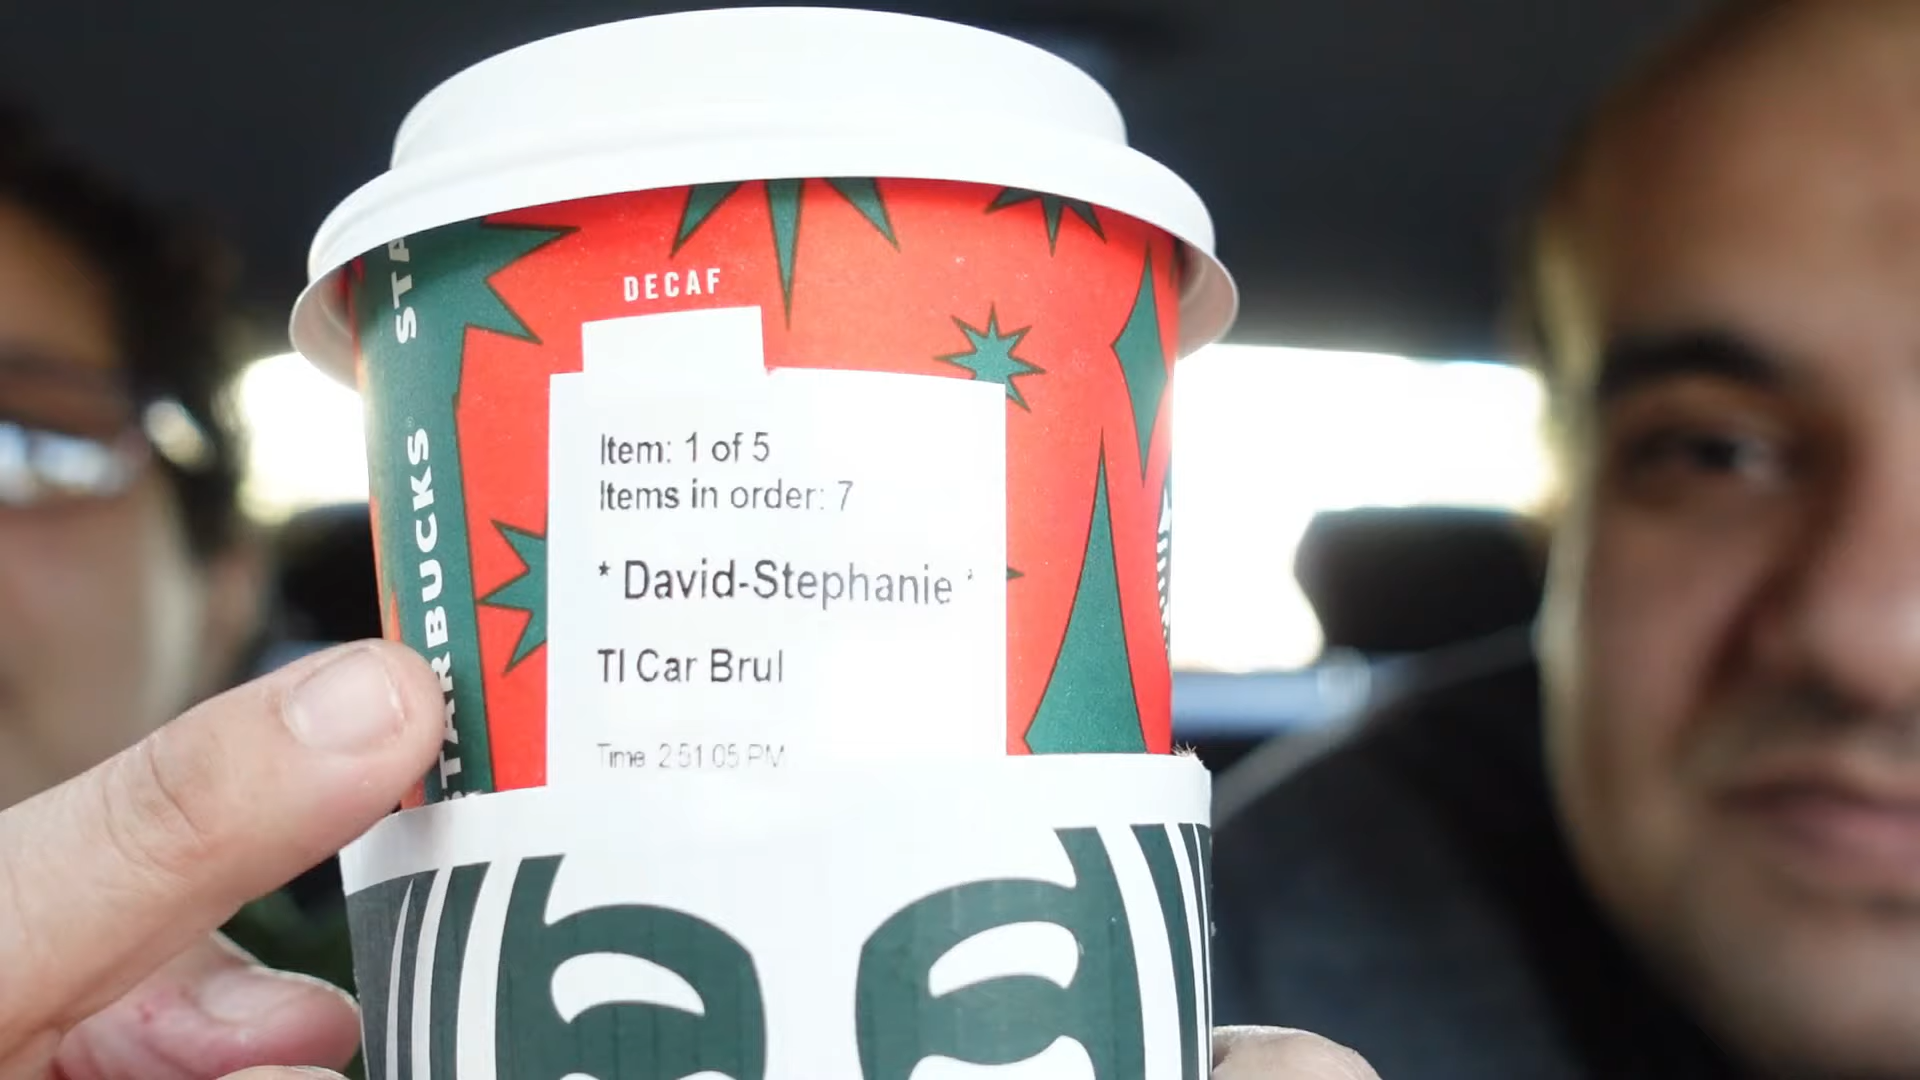 DECAF
STA
STARBUCKS
Item: 1 of 5
Items in order: 7
* David-Stephanie *
Tl Car Brul
Time 2:51:05 PM